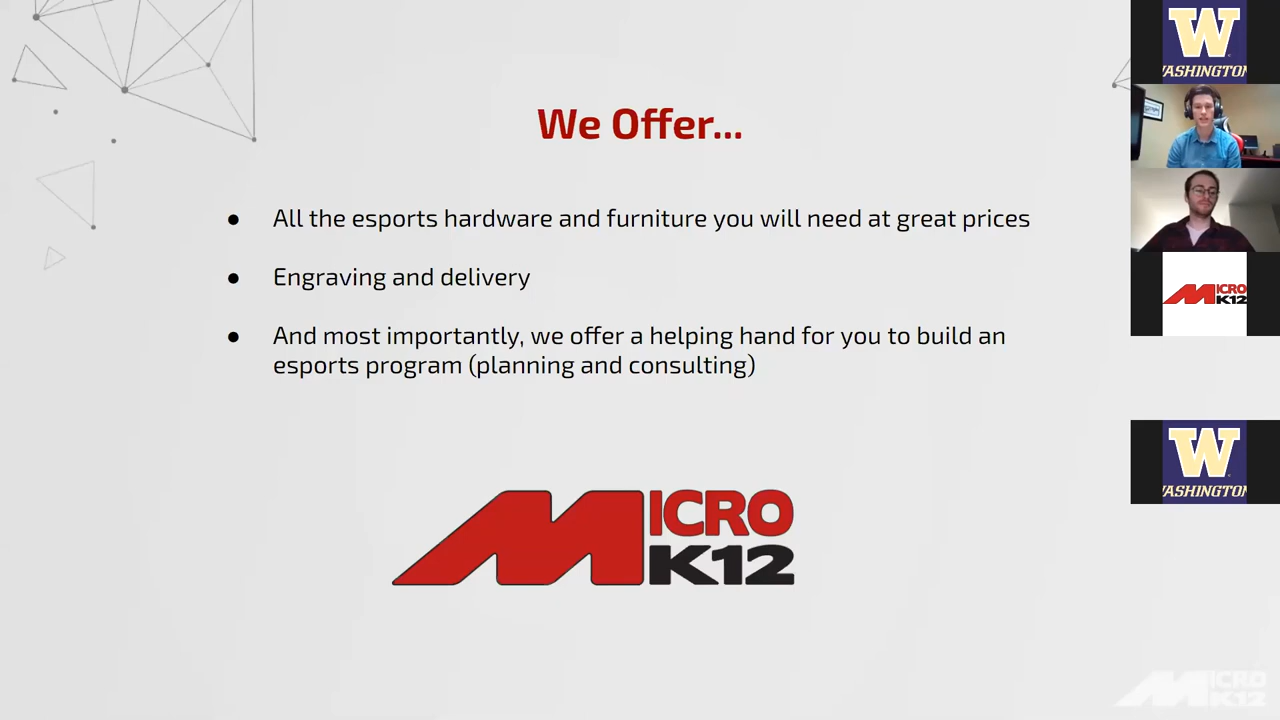 We Offer...
● All the esports hardware and furniture you will need at great prices
● Engraving and delivery
● And most importantly, we offer a helping hand for you to build an
esports program (planning and consulting)
MICRO
K12
W
WASHINGTON
MICRO
K12
W
WASHINGTON
MICRO
K12